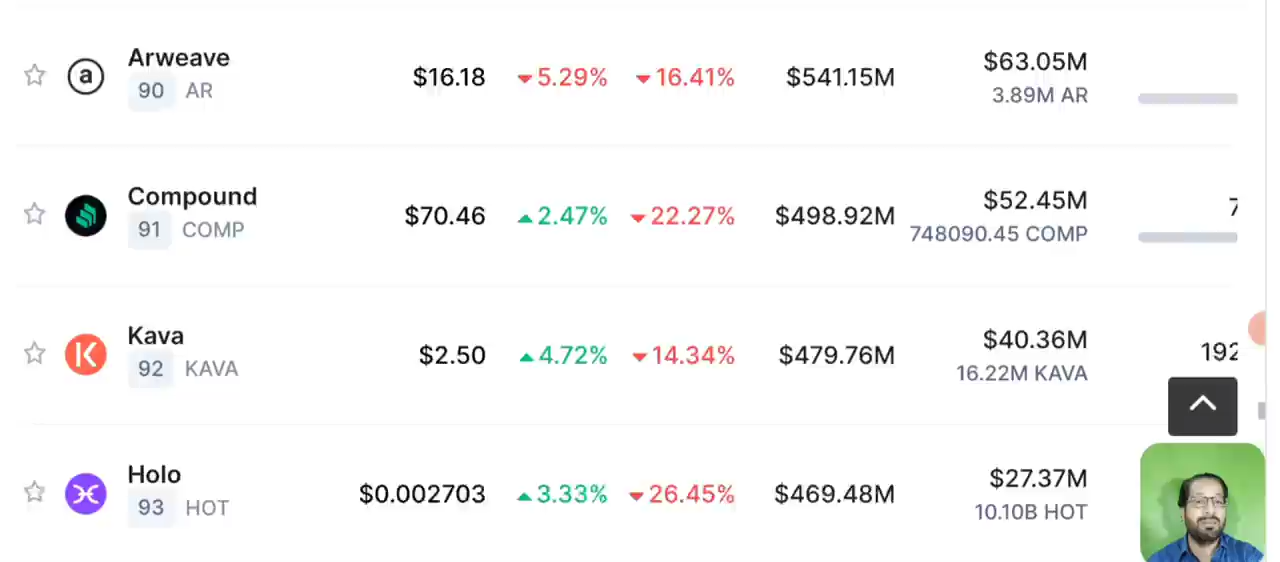 Arweave
90 AR
$16.18 5.29% 16.41% $541.15M $63.05M
3.89M AR
Compound
91 COMP
$70.46 2.47% 22.27% $498.92M $52.45M
748090.45 COMP
Kava
92 KAVA
$2.50 4.72% 14.34% $479.76M $40.36M 192
16.22M KAVA
Holo
93 HOT
$0.002703 3.33% 26.45% $469.48M $27.37M
10.10B HOT